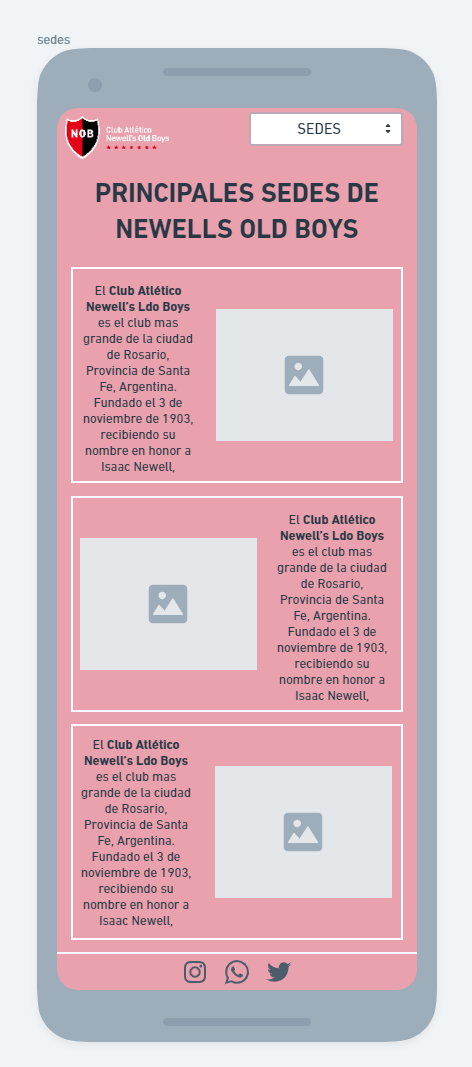 sedes
NOB
Club Atlético
Newell's Old Boys
SEDES
PRINCIPALES SEDES DE
NEWELLS OLD BOYS
El Club Atlético
Newell's Ldo Boys
es el club mas
grande de la ciudad
de Rosario,
Provincia de Santa
Fe, Argentina.
Fundado el 3 de
noviembre de 1903,
recibiendo su
nombre en honor a
Isaac Newell,
El Club Atlético
Newell's Ldo Boys
es el club mas
grande de la ciudad
de Rosario,
Provincia de Santa
Fe, Argentina.
Fundado el 3 de
noviembre de 1903,
recibiendo su
nombre en honor a
Isaac Newell,
El Club Atlético
Newell's Ldo Boys
es el club mas
grande de la ciudad
de Rosario,
Provincia de Santa
Fe, Argentina.
Fundado el 3 de
noviembre de 1903,
recibiendo su
nombre en honor a
Isaac Newell,